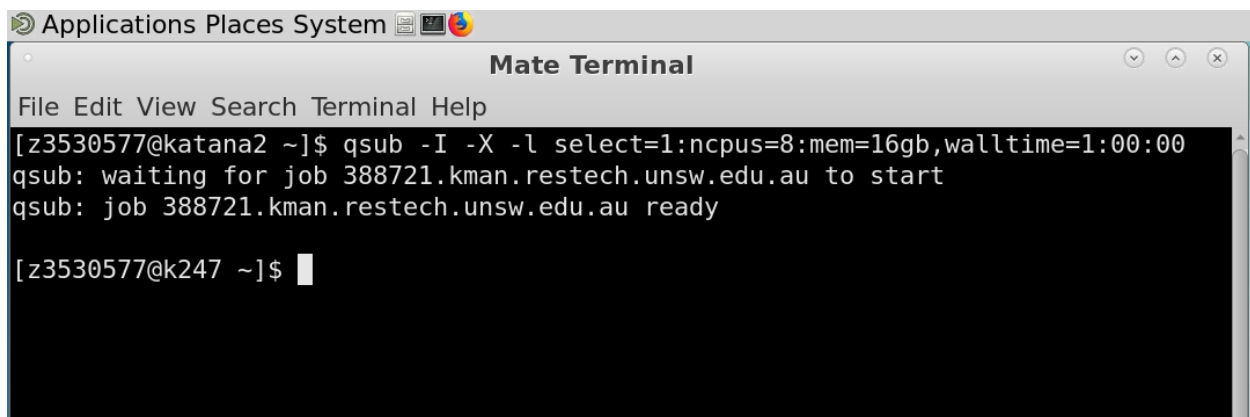 Applications Places System
Mate Terminal
File Edit View Search Terminal Help
[z3530577@katana2 ~]$ qsub -I -X -l select=1:ncpus=8:mem=16gb,walltime=1:00:00
qsub: waiting for job 388721.kman.restech.unsw.edu.au to start
qsub: job 388721.kman.restech.unsw.edu.au ready
[z3530577@k247 ~]$